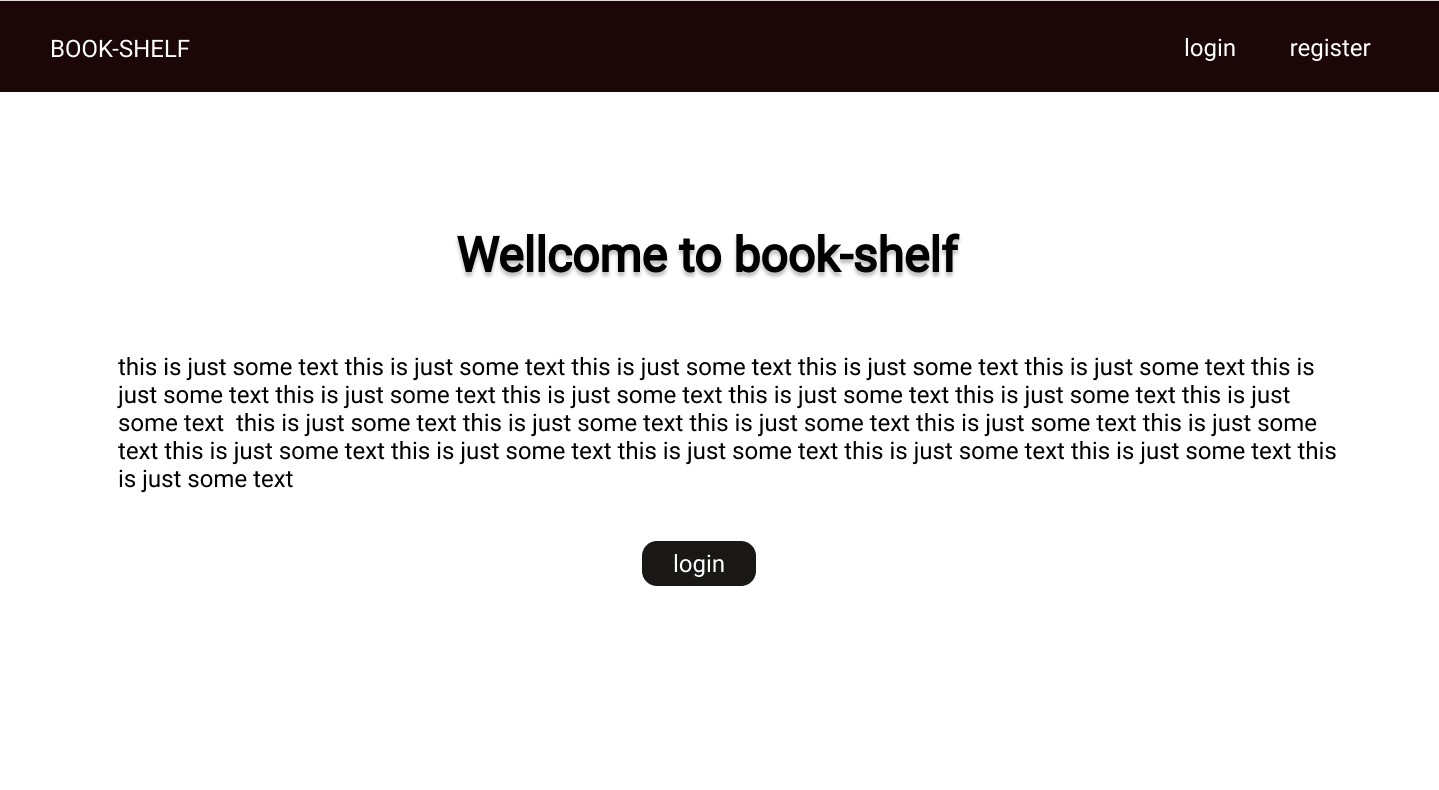 BOOK-SHELF
login
register
Wellcome to book-shelf
this is just some text this is just some text this is just some text this is just some text this is just some text this is
just some text this is just some text this is just some text this is just some text this is just some text this is just
some text  this is just some text this is just some text this is just some text this is just some text this is just some
text this is just some text this is just some text this is just some text this is just some text this is just some text this
is just some text
login